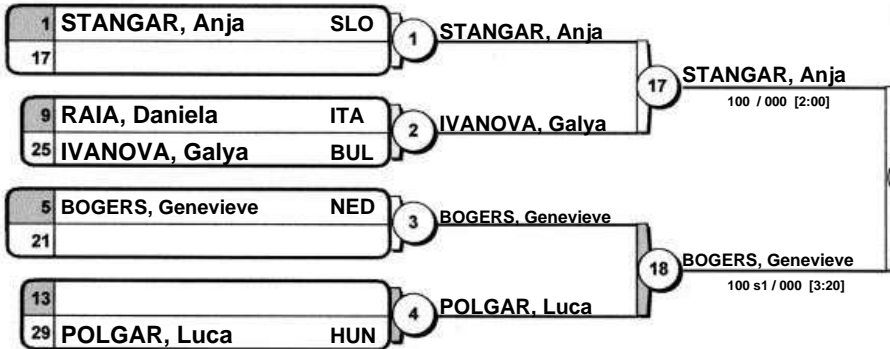 1 STANGAR, Anja SLO
17
1
STANGAR, Anja
9 RAIA, Daniela ITA
25 IVANOVA, Galya BUL
2
IVANOVA, Galya
17
STANGAR, Anja
100 / 000 [2:00]
5 BOGERS, Genevieve NED
21
3
BOGERS, Genevieve
13
29 POLGAR, Luca HUN
4
POLGAR, Luca
18
BOGERS, Genevieve
100 s1 / 000 [3:20]